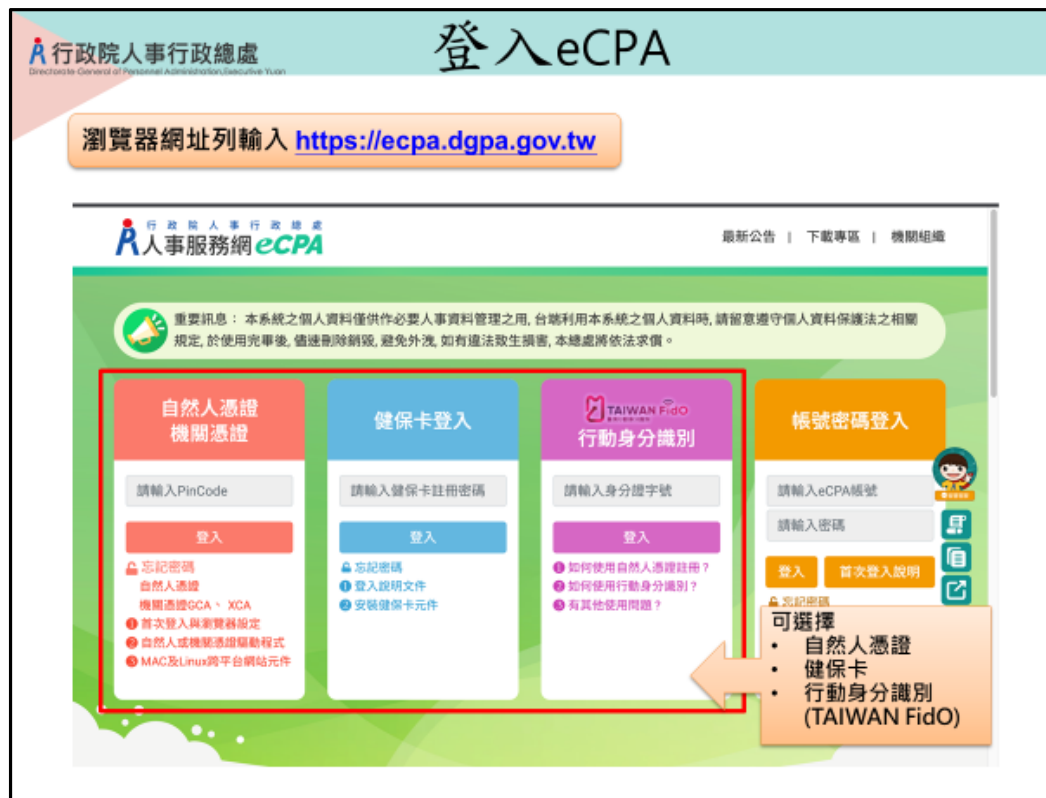 行政院人事行政總處
Directorate-General of Personnel Administration, Executive Yuan
登入eCPA
瀏覽器網址列輸入 https://ecpa.dgpa.gov.tw
行政院人事行政總處
人事服務網eCPA
最新公告 | 下載專區 | 機關組織
重要訊息： 本系統之個人資料僅供作必要人事資料管理之用, 台端利用本系統之個人資料時, 請留意遵守個人資料保護法之相關
規定, 於使用完畢後, 儘速刪除銷毀, 避免外洩, 如有違法致生損害, 本總處將依法求償。
自然人憑證
機關憑證
請輸入PinCode
登入
忘記密碼
自然人憑證
機關憑證GCA、 XCA
1 首次登入與瀏覽器設定
2 自然人或機關憑證驅動程式
3 MAC及Linux跨平台網站元件
健保卡登入
請輸入健保卡註冊密碼
登入
忘記密碼
1 登入說明文件
2 安裝健保卡元件
TAIWAN FidO
行動身分識別
請輸入身分證字號
登入
1 如何使用自然人憑證註冊？
2 如何使用行動身分識別？
3 有其他使用問題？
帳號密碼登入
請輸入eCPA帳號
請輸入密碼
登入
首次登入說明
忘記密碼
可選擇
• 自然人憑證
• 健保卡
• 行動身分識別
(TAIWAN FidO)